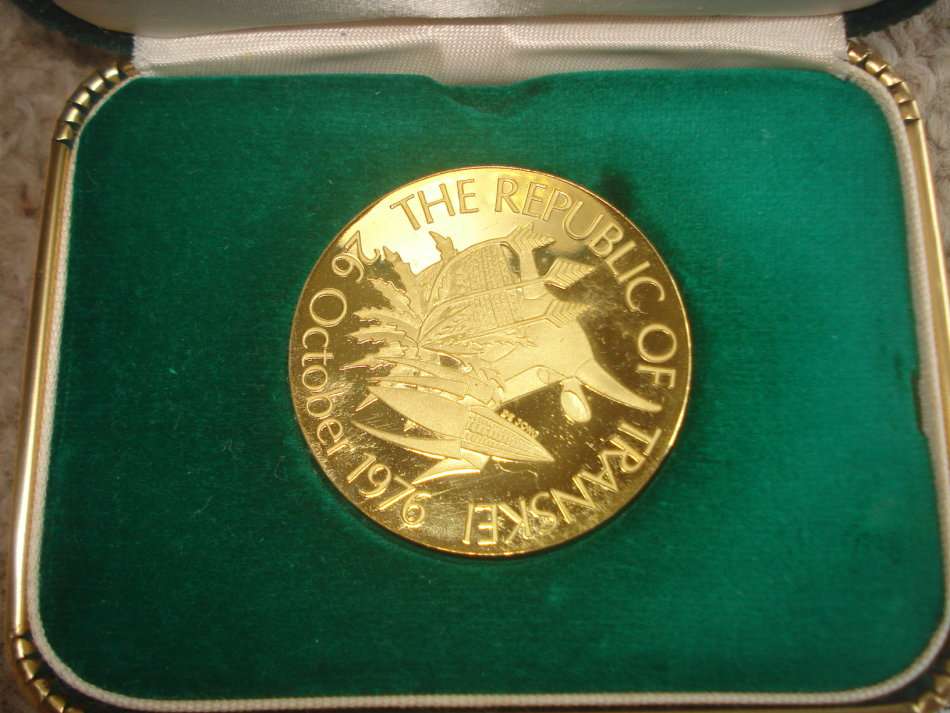 THE REPUBLIC OF TRANSKEI
26 October 1976